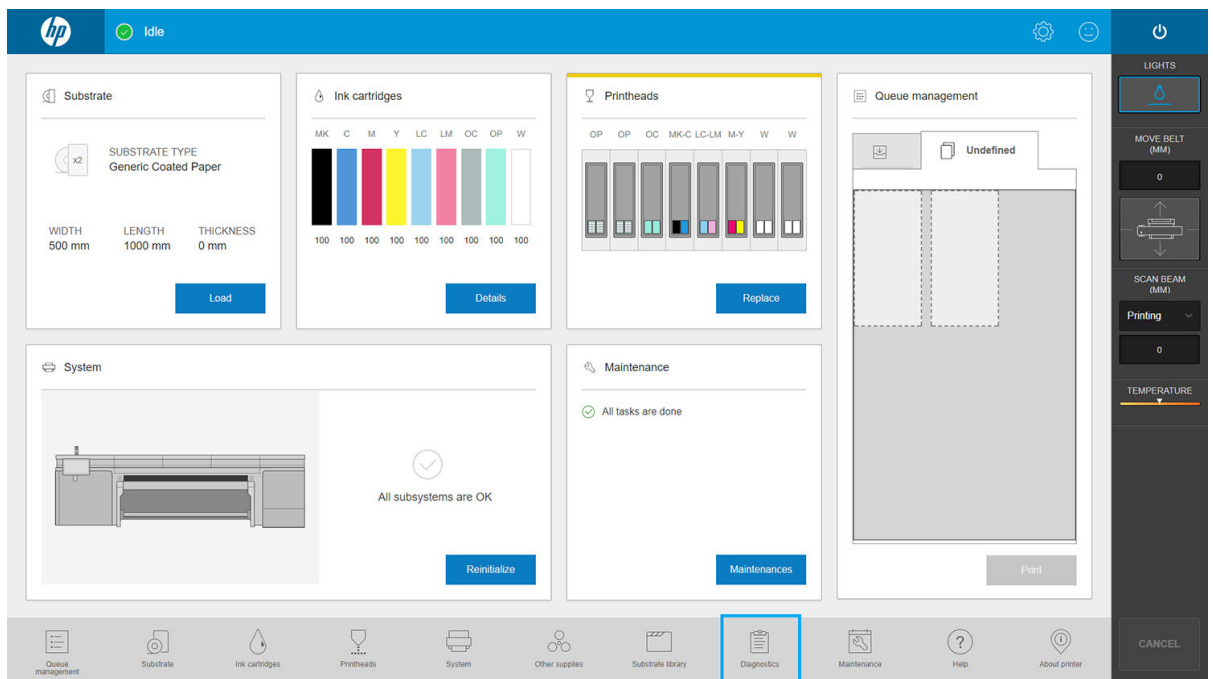 hp
Idle
Substrate
x2
SUBSTRATE TYPE
Generic Coated Paper
WIDTH LENGTH THICKNESS
500 mm 1000 mm 0 mm
Load
Ink cartridges
MK C M Y LC LM OC OP W
100 100 100 100 100 100 100 100 100
Details
Printheads
OP OP OC MK-C LC-LM M-Y W W
Replace
Queue management
Undefined
Print
System
All subsystems are OK
Reinitialize
Maintenance
All tasks are done
Maintenances
LIGHTS
MOVE BELT
(MM)
0
SCAN BEAM
(MM)
Printing
0
TEMPERATURE
CANCEL
Queue
management
Substrate
Ink cartridges
Printheads
System
Other supplies
Substrate library
Diagnostics
Maintenance
Help
About printer